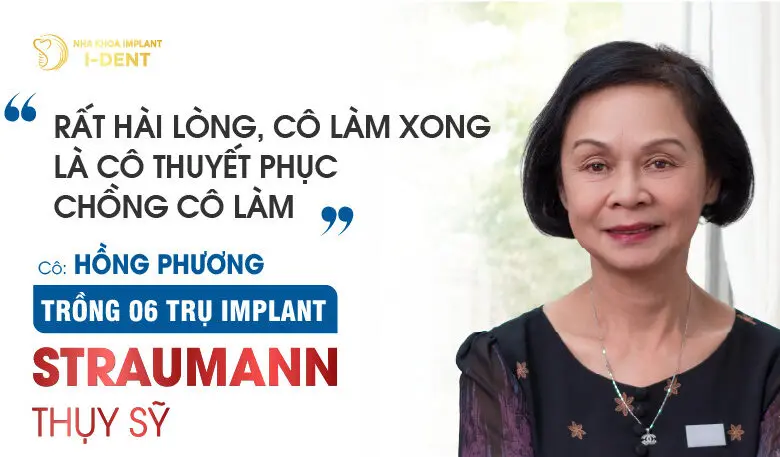 NHA KHOA IMPLANT
I-DENT
“ RẤT HÀI LÒNG, CÔ LÀM XONG
LÀ CÔ THUYẾT PHỤC
CHỒNG CÔ LÀM ”
Cô: HỒNG PHƯƠNG
TRỒNG 06 TRỤ IMPLANT
STRAUMANN
THỤY SỸ